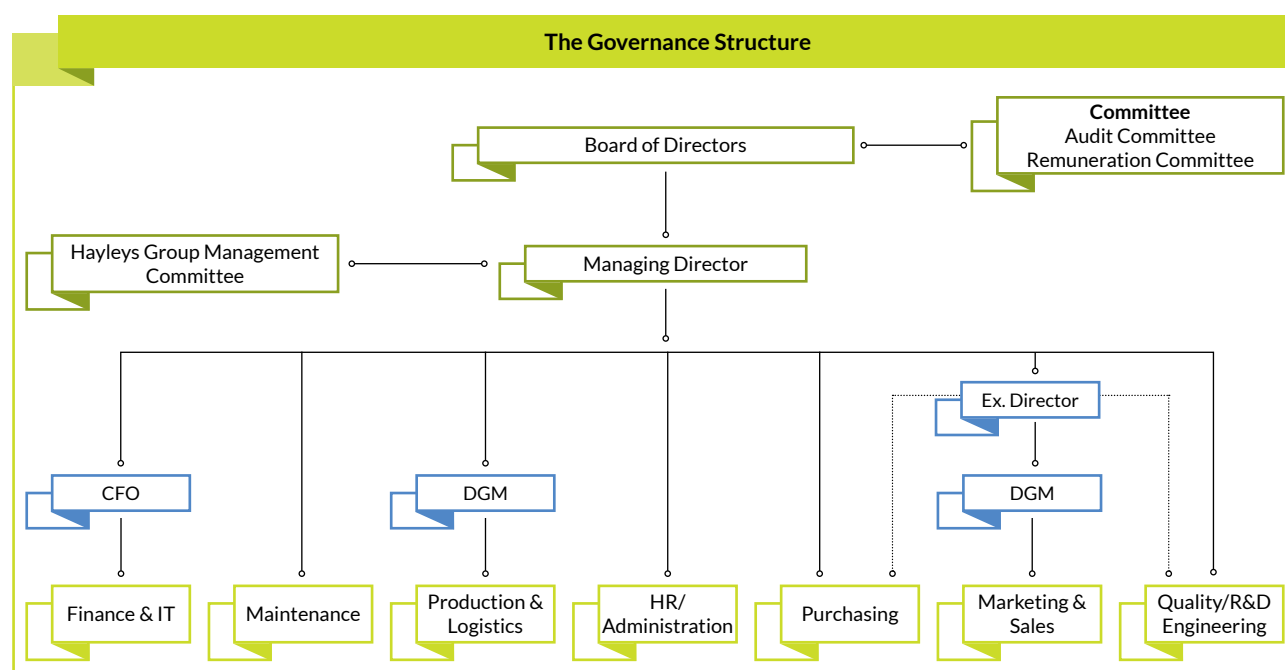 The Governance Structure
Committee
Audit Committee
Remuneration Committee
Board of Directors
Hayleys Group Management
Committee
Managing Director
Ex. Director
CFO
DGM
DGM
Finance & IT
Maintenance
Production &
Logistics
HR/
Administration
Purchasing
Marketing &
Sales
Quality/R&D
Engineering